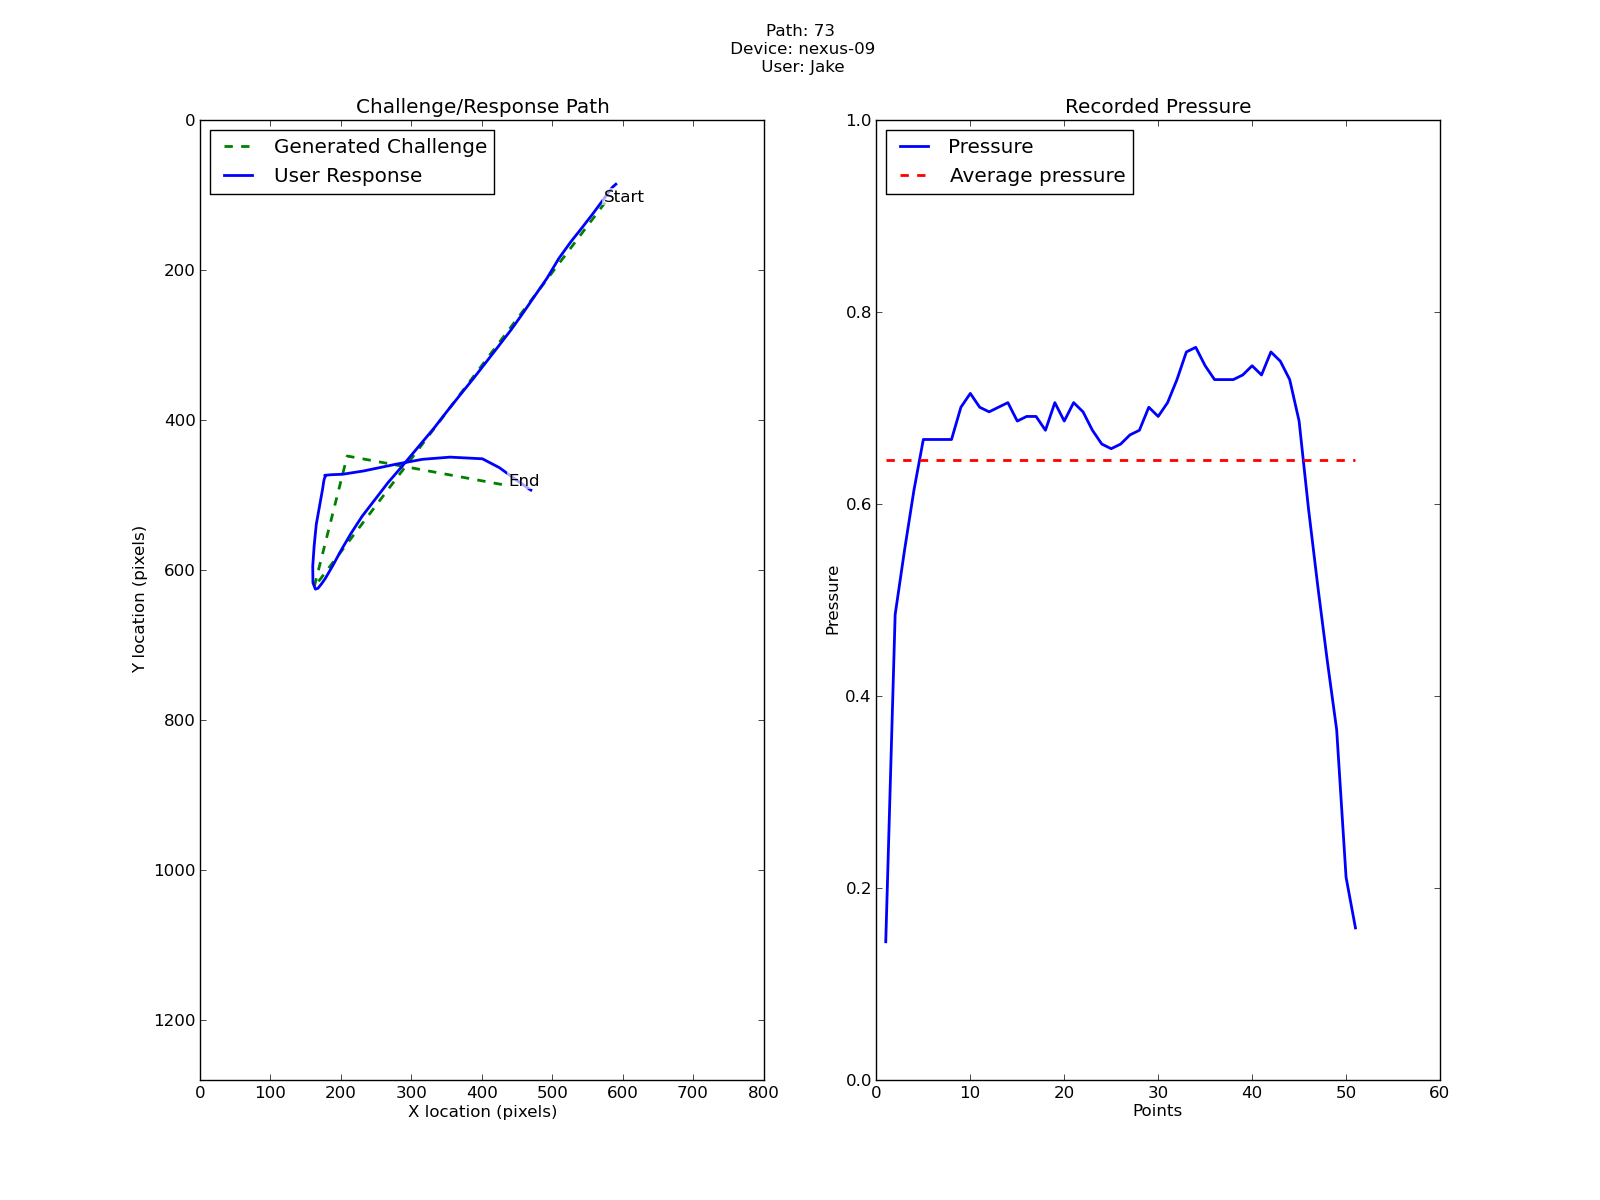 Path: 73
Device: nexus-09
User: Jake
Challenge/Response Path
Generated Challenge
User Response
Start
End
0
200
400
600
800
1000
1200
Y location (pixels)
0 100 200 300 400 500 600 700 800
X location (pixels)
Recorded Pressure
Pressure
Average pressure
1.0
0.8
0.6
0.4
0.2
0.0
Pressure
0 10 20 30 40 50 60
Points